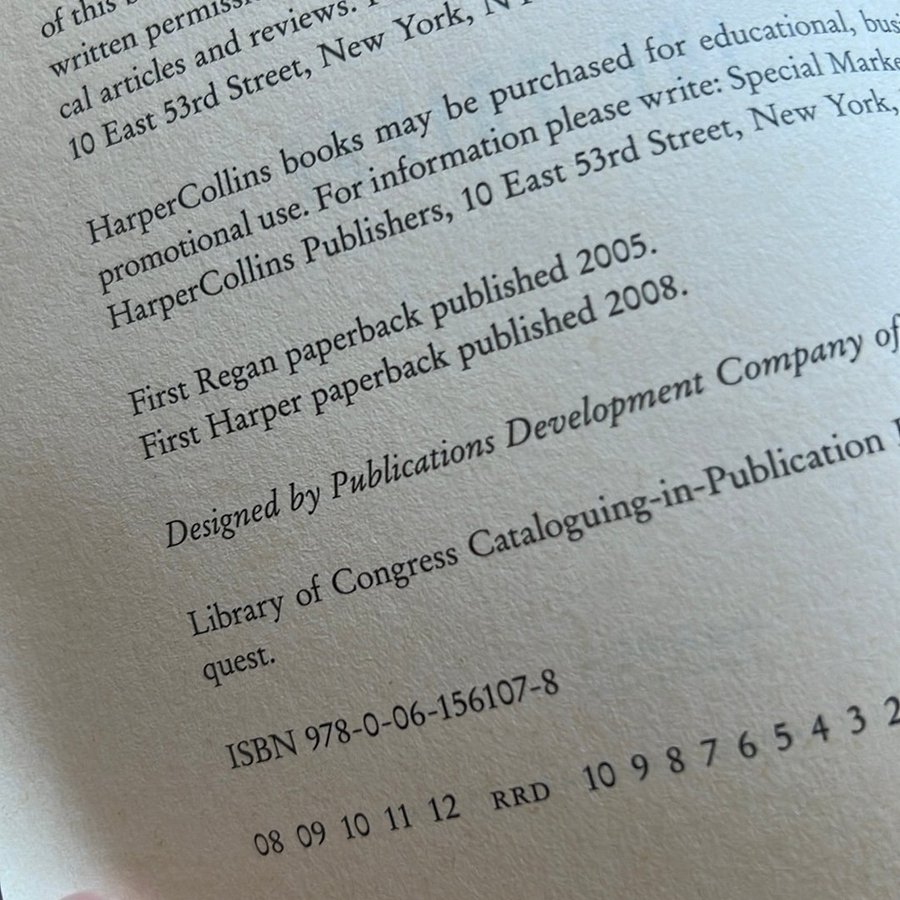 of this
written permiss
cal articles and reviews.
10 East 53rd Street, New York, N
HarperCollins books may be purchased for educational, busi
promotional use. For information please write: Special Marke
HarperCollins Publishers, 10 East 53rd Street, New York,
First Regan paperback published 2005.
First Harper paperback published 2008.
Designed by Publications Development Company of
Library of Congress Cataloguing-in-Publication
quest.
ISBN 978-0-06-156107-8
08 09 10 11 12 RRD 10 9 8 7 6 5 4 3 2